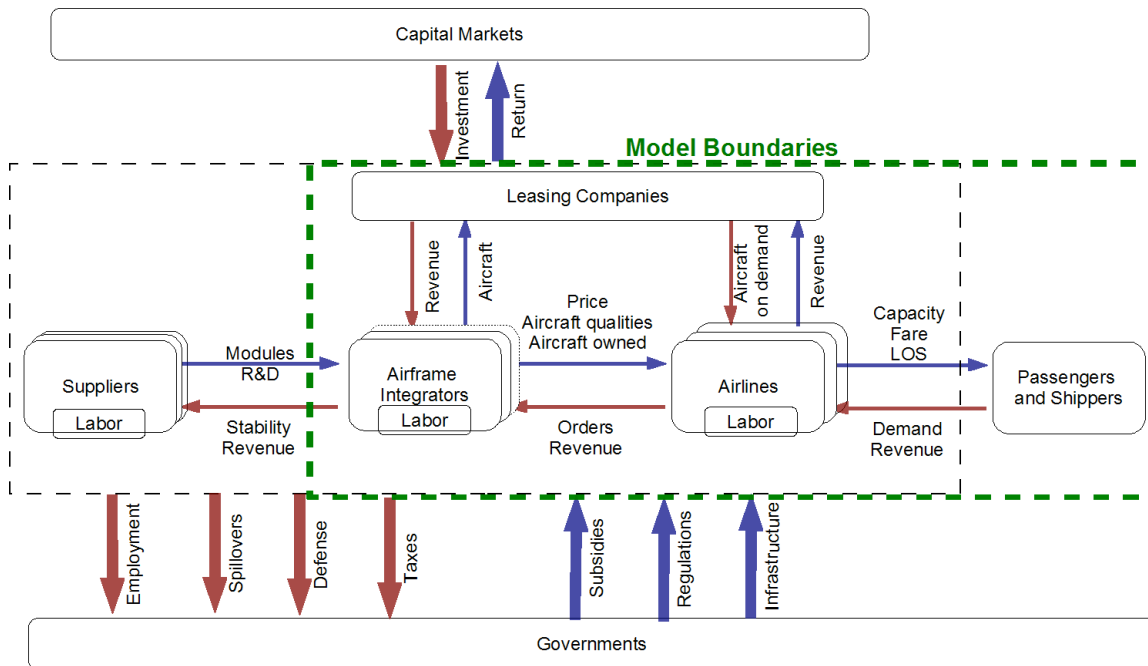 Capital Markets
Investment
Return
Model Boundaries
Leasing Companies
Revenue
Aircraft
Aircraft
on demand
Revenue
Price
Aircraft qualities
Aircraft owned
Capacity
Fare
LOS
Modules
R&D
Suppliers
Labor
Airframe
Integrators
Labor
Airlines
Labor
Passengers
and Shippers
Stability
Revenue
Orders
Revenue
Demand
Revenue
Employment
Spillovers
Defense
Taxes
Subsidies
Regulations
Infrastructure
Governments